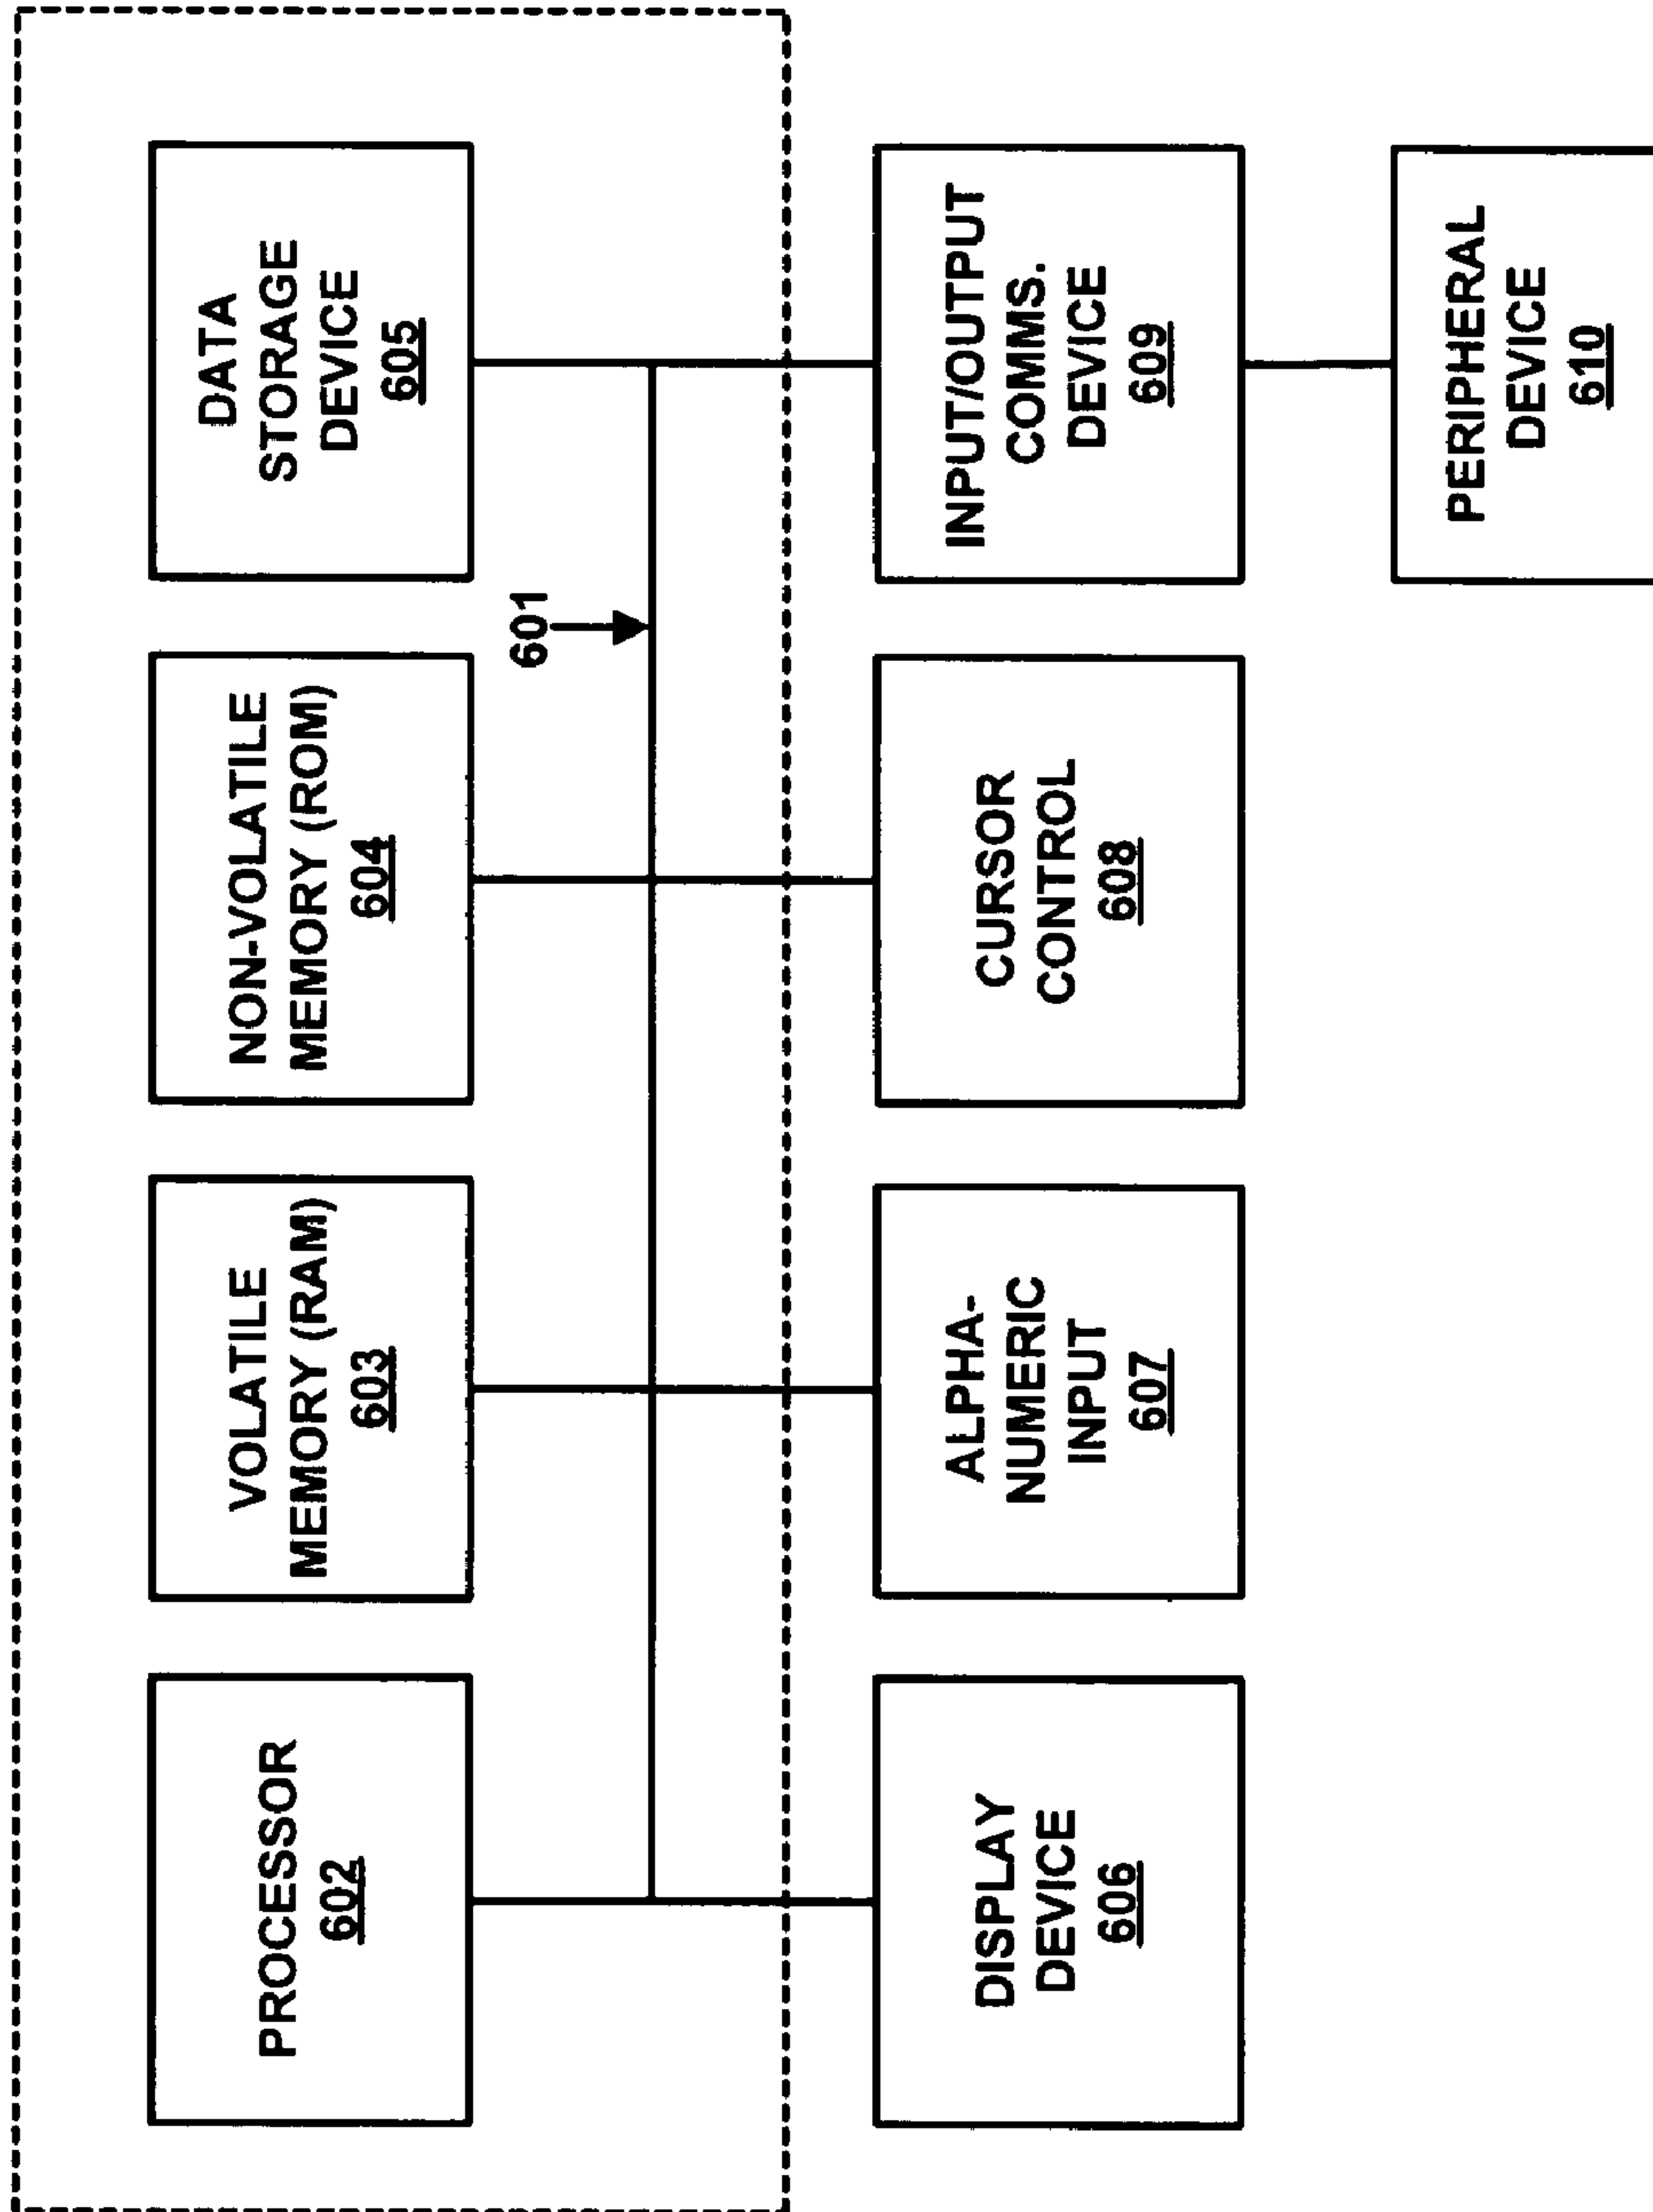 PROCESSOR
602
VOLATILE
MEMORY (RAM)
603
NON-VOLATILE
MEMORY (ROM)
604
DATA
STORAGE
DEVICE
605
601
DISPLAY
DEVICE
606
ALPHA-
NUMERIC
INPUT
607
CURSOR
CONTROL
608
INPUT/OUTPUT
COMMS.
DEVICE
609
PERIPHERAL
DEVICE
610